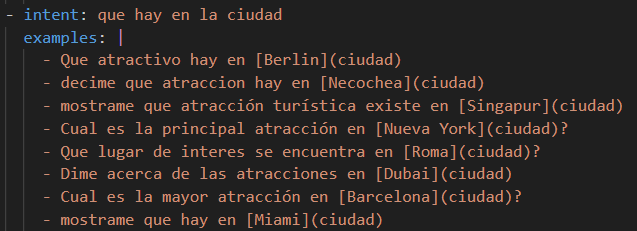 - intent: que hay en la ciudad
examples: |
- Que atractivo hay en [Berlin](ciudad)
- decime que atraccion hay en [Necochea](ciudad)
- mostrame que atracción turística existe en [Singapur](ciudad)
- Cual es la principal atracción en [Nueva York](ciudad)?
- Que lugar de interes se encuentra en [Roma](ciudad)?
- Dime acerca de las atracciones en [Dubai](ciudad)
- Cual es la mayor atracción en [Barcelona](ciudad)?
- mostrame que hay en [Miami](ciudad)